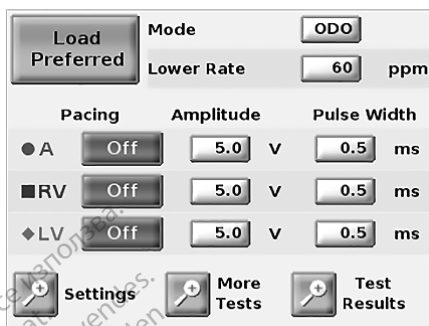 Load Preferred
Mode ODO
Lower Rate 60 ppm
Pacing Amplitude Pulse Width
A Off 5.0 V 0.5 ms
RV Off 5.0 V 0.5 ms
LV Off 5.0 V 0.5 ms
Settings More Tests Test Results